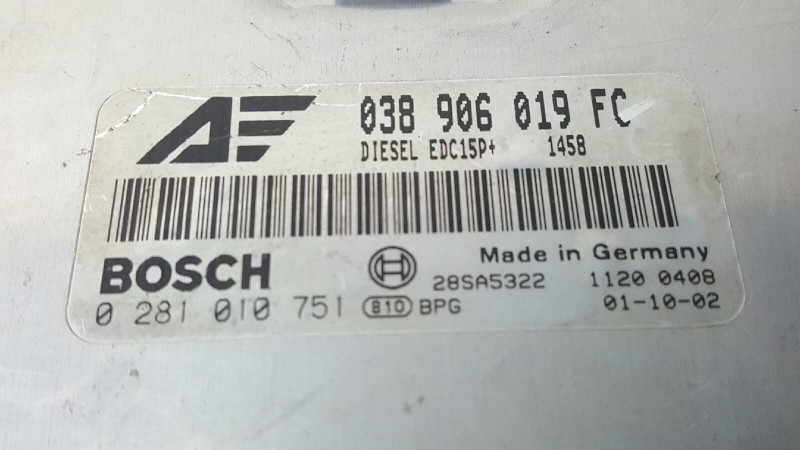 AE 038 906 019 FC
DIESEL EDC15P+ 1458
BOSCH Made in Germany
28SA5322 1120 0408
0 281 010 751 810 BPG 01-10-02